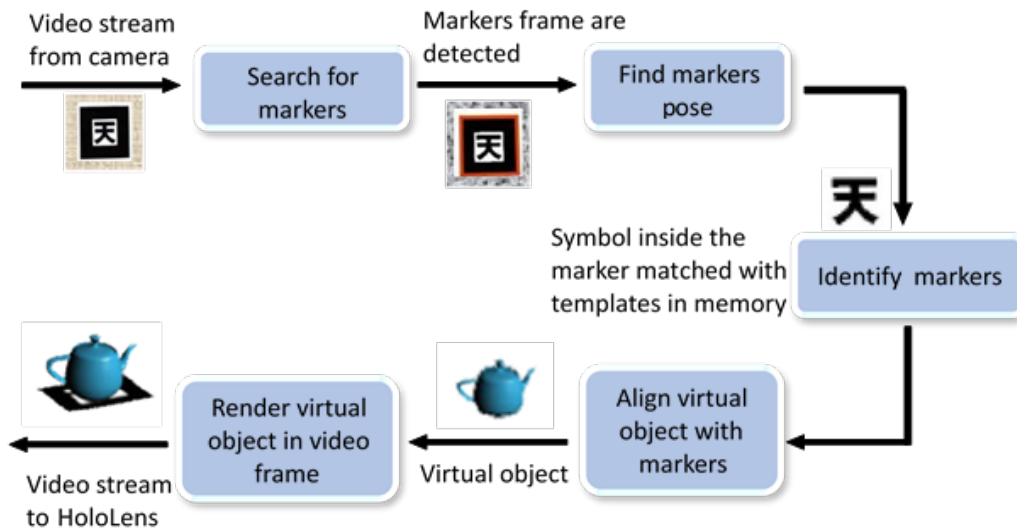 Video stream
from camera
天
Search for
markers
Markers frame are
detected
天
Find markers
pose
天
Symbol inside the
marker matched with
templates in memory
Identify  markers
Align virtual
object with
markers
Virtual object
Render virtual
object in video
frame
Video stream
to HoloLens